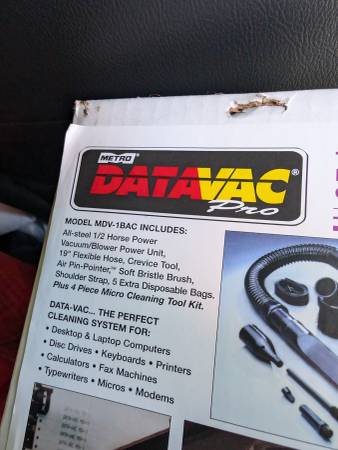 METRO®
DATAVAC®
Pro
MODEL MDV-1BAC INCLUDES:
All-steel 1/2 Horse Power
Vacuum/Blower Power Unit,
19" Flexible Hose, Crevice Tool,
Air Pin-Pointer,™ Soft Bristle Brush,
Shoulder Strap, 5 Extra Disposable Bags.
Plus 4 Piece Micro Cleaning Tool Kit.
DATA-VAC... THE PERFECT
CLEANING SYSTEM FOR:
• Desktop & Laptop Computers
• Disc Drives • Keyboards • Printers
• Calculators • Fax Machines
• Typewriters • Micros • Modems